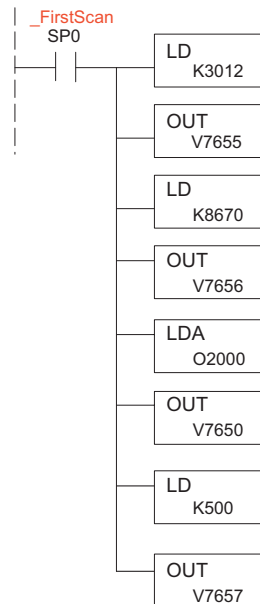 _FirstScan
SP0
LD
K3012
OUT
V7655
LD
K8670
OUT
V7656
LDA
O2000
OUT
V7650
LD
K500
OUT
V7657